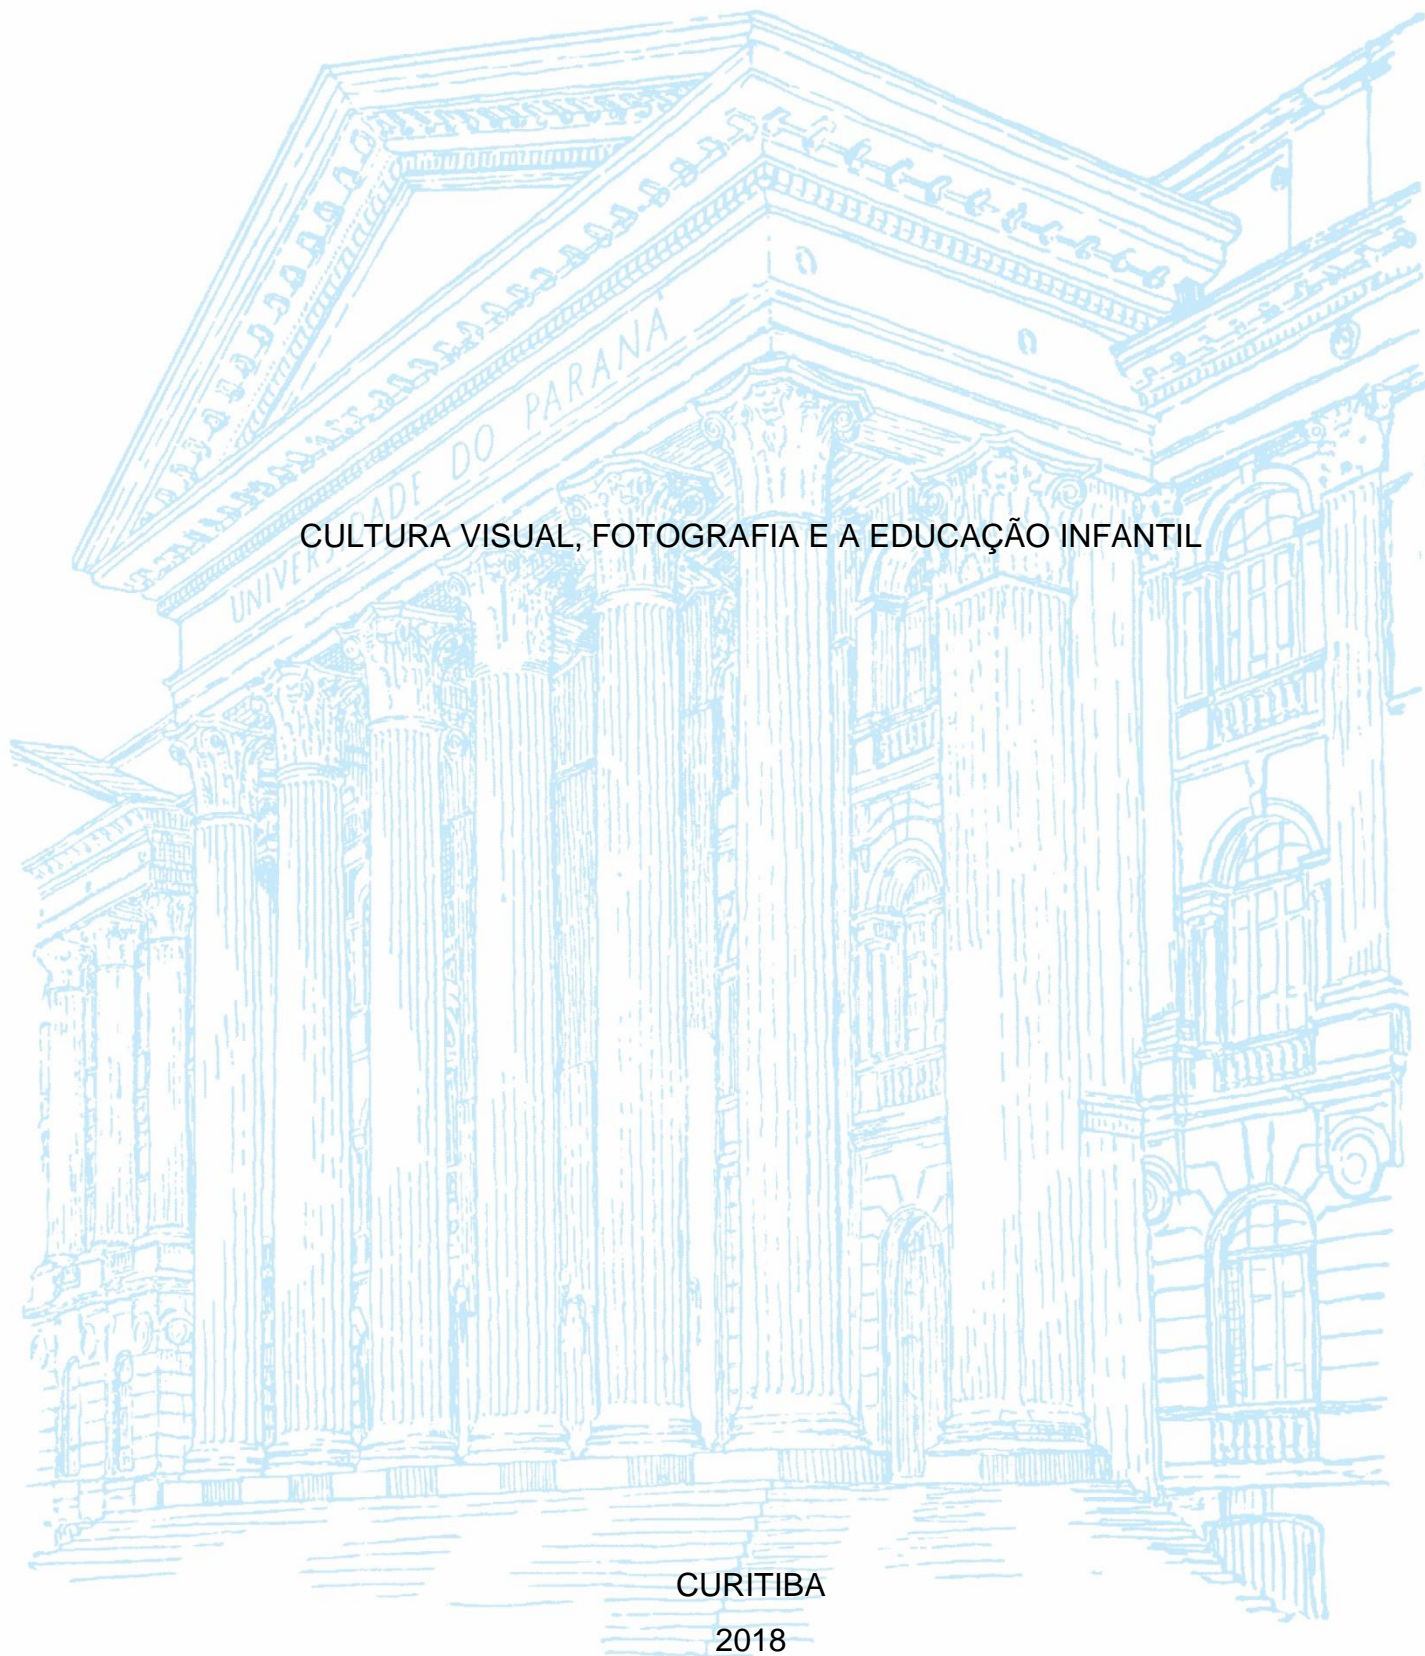 UNIVERSIDADE DO PARANÁ
CULTURA VISUAL, FOTOGRAFIA E A EDUCAÇÃO INFANTIL
CURITIBA
2018